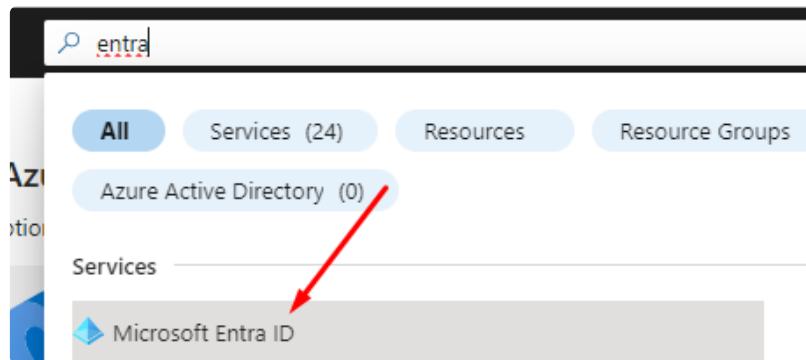 entra
All Services (24) Resources Resource Groups
Azure Active Directory (0)
Services
Microsoft Entra ID